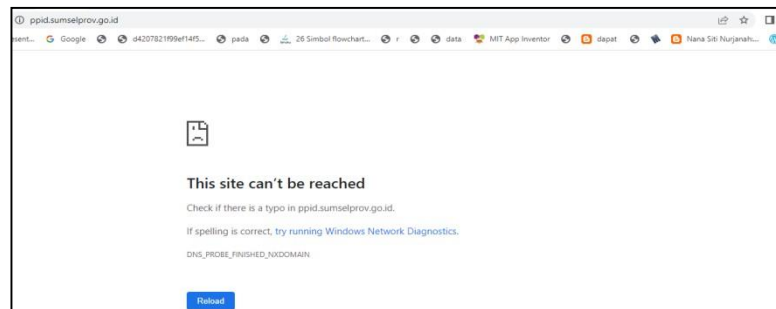 ppid.sumselprov.go.id
Google d4207821f99ef14f5... pada 26 Simbol flowchart... r data MIT App Inventor dapat Nana Siti Nurjanah:...
This site can't be reached
Check if there is a typo in ppid.sumselprov.go.id.
If spelling is correct, try running Windows Network Diagnostics.
DNS_PROBE_FINISHED_NXDOMAIN
Reload